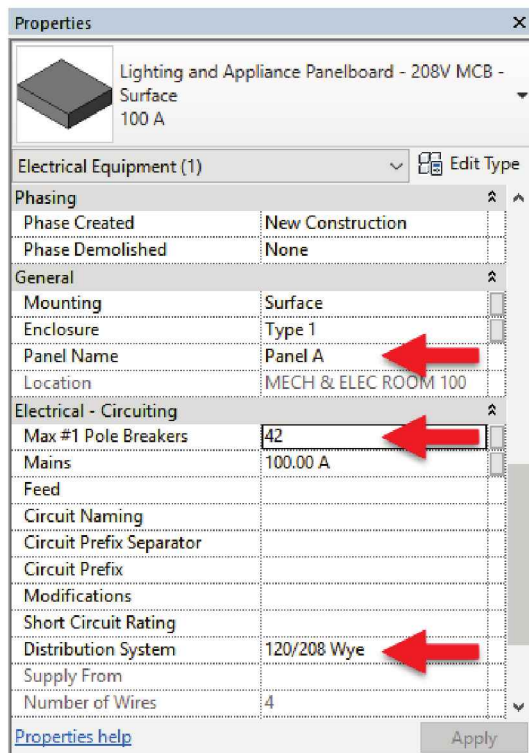 Properties
Lighting and Appliance Panelboard - 208V MCB -
Surface
100 A
Electrical Equipment (1) Edit Type
Phasing
Phase Created New Construction
Phase Demolished None
General
Mounting Surface
Enclosure Type 1
Panel Name Panel A
Location MECH & ELEC ROOM 100
Electrical - Circuiting
Max #1 Pole Breakers 42
Mains 100.00 A
Feed
Circuit Naming
Circuit Prefix Separator
Circuit Prefix
Modifications
Short Circuit Rating
Distribution System 120/208 Wye
Supply From
Number of Wires 4
Properties help Apply